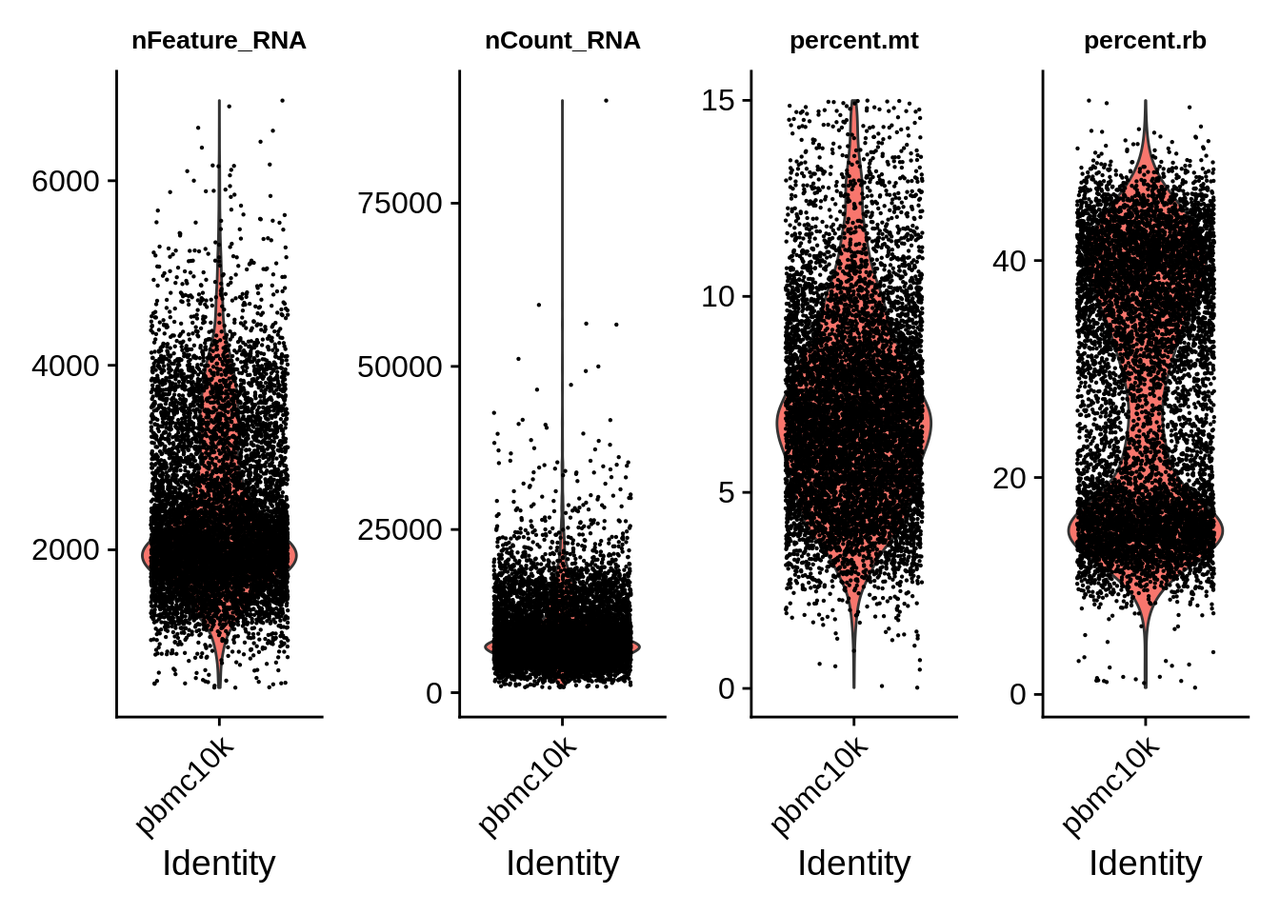 nFeature_RNA
6000
4000
2000
pbmc10k
Identity
nCount_RNA
75000
50000
25000
0
pbmc10k
Identity
percent.mt
15
10
5
0
pbmc10k
Identity
percent.rb
40
20
0
pbmc10k
Identity